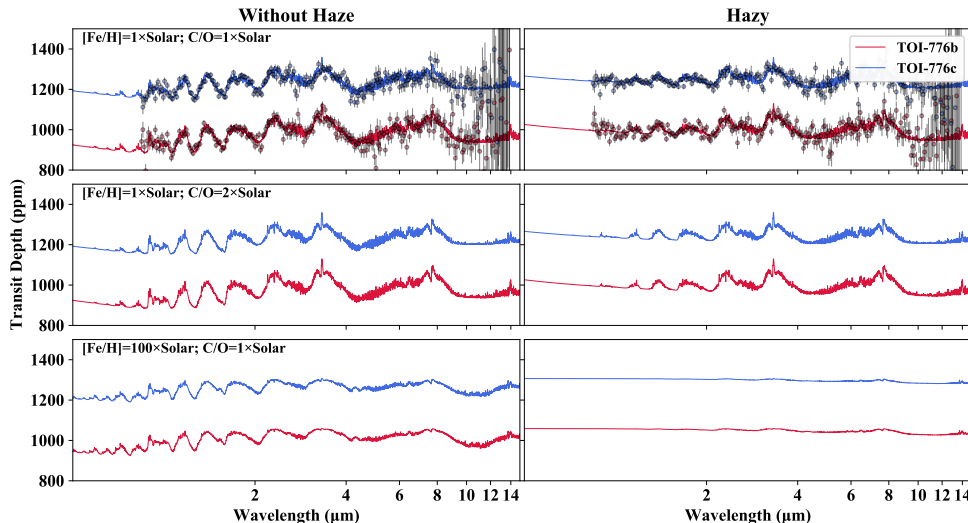 Without Haze
Hazy
[Fe/H]=1×Solar; C/O=1×Solar
TOI-776b
TOI-776c
1400
1200
1000
800
[Fe/H]=1×Solar; C/O=2×Solar
1400
1200
1000
800
[Fe/H]=100×Solar; C/O=1×Solar
1400
1200
1000
800
Transit Depth (ppm)
2 4 6 8 10 12 14
2 4 6 8 10 12 14
Wavelength (μm)
Wavelength (μm)